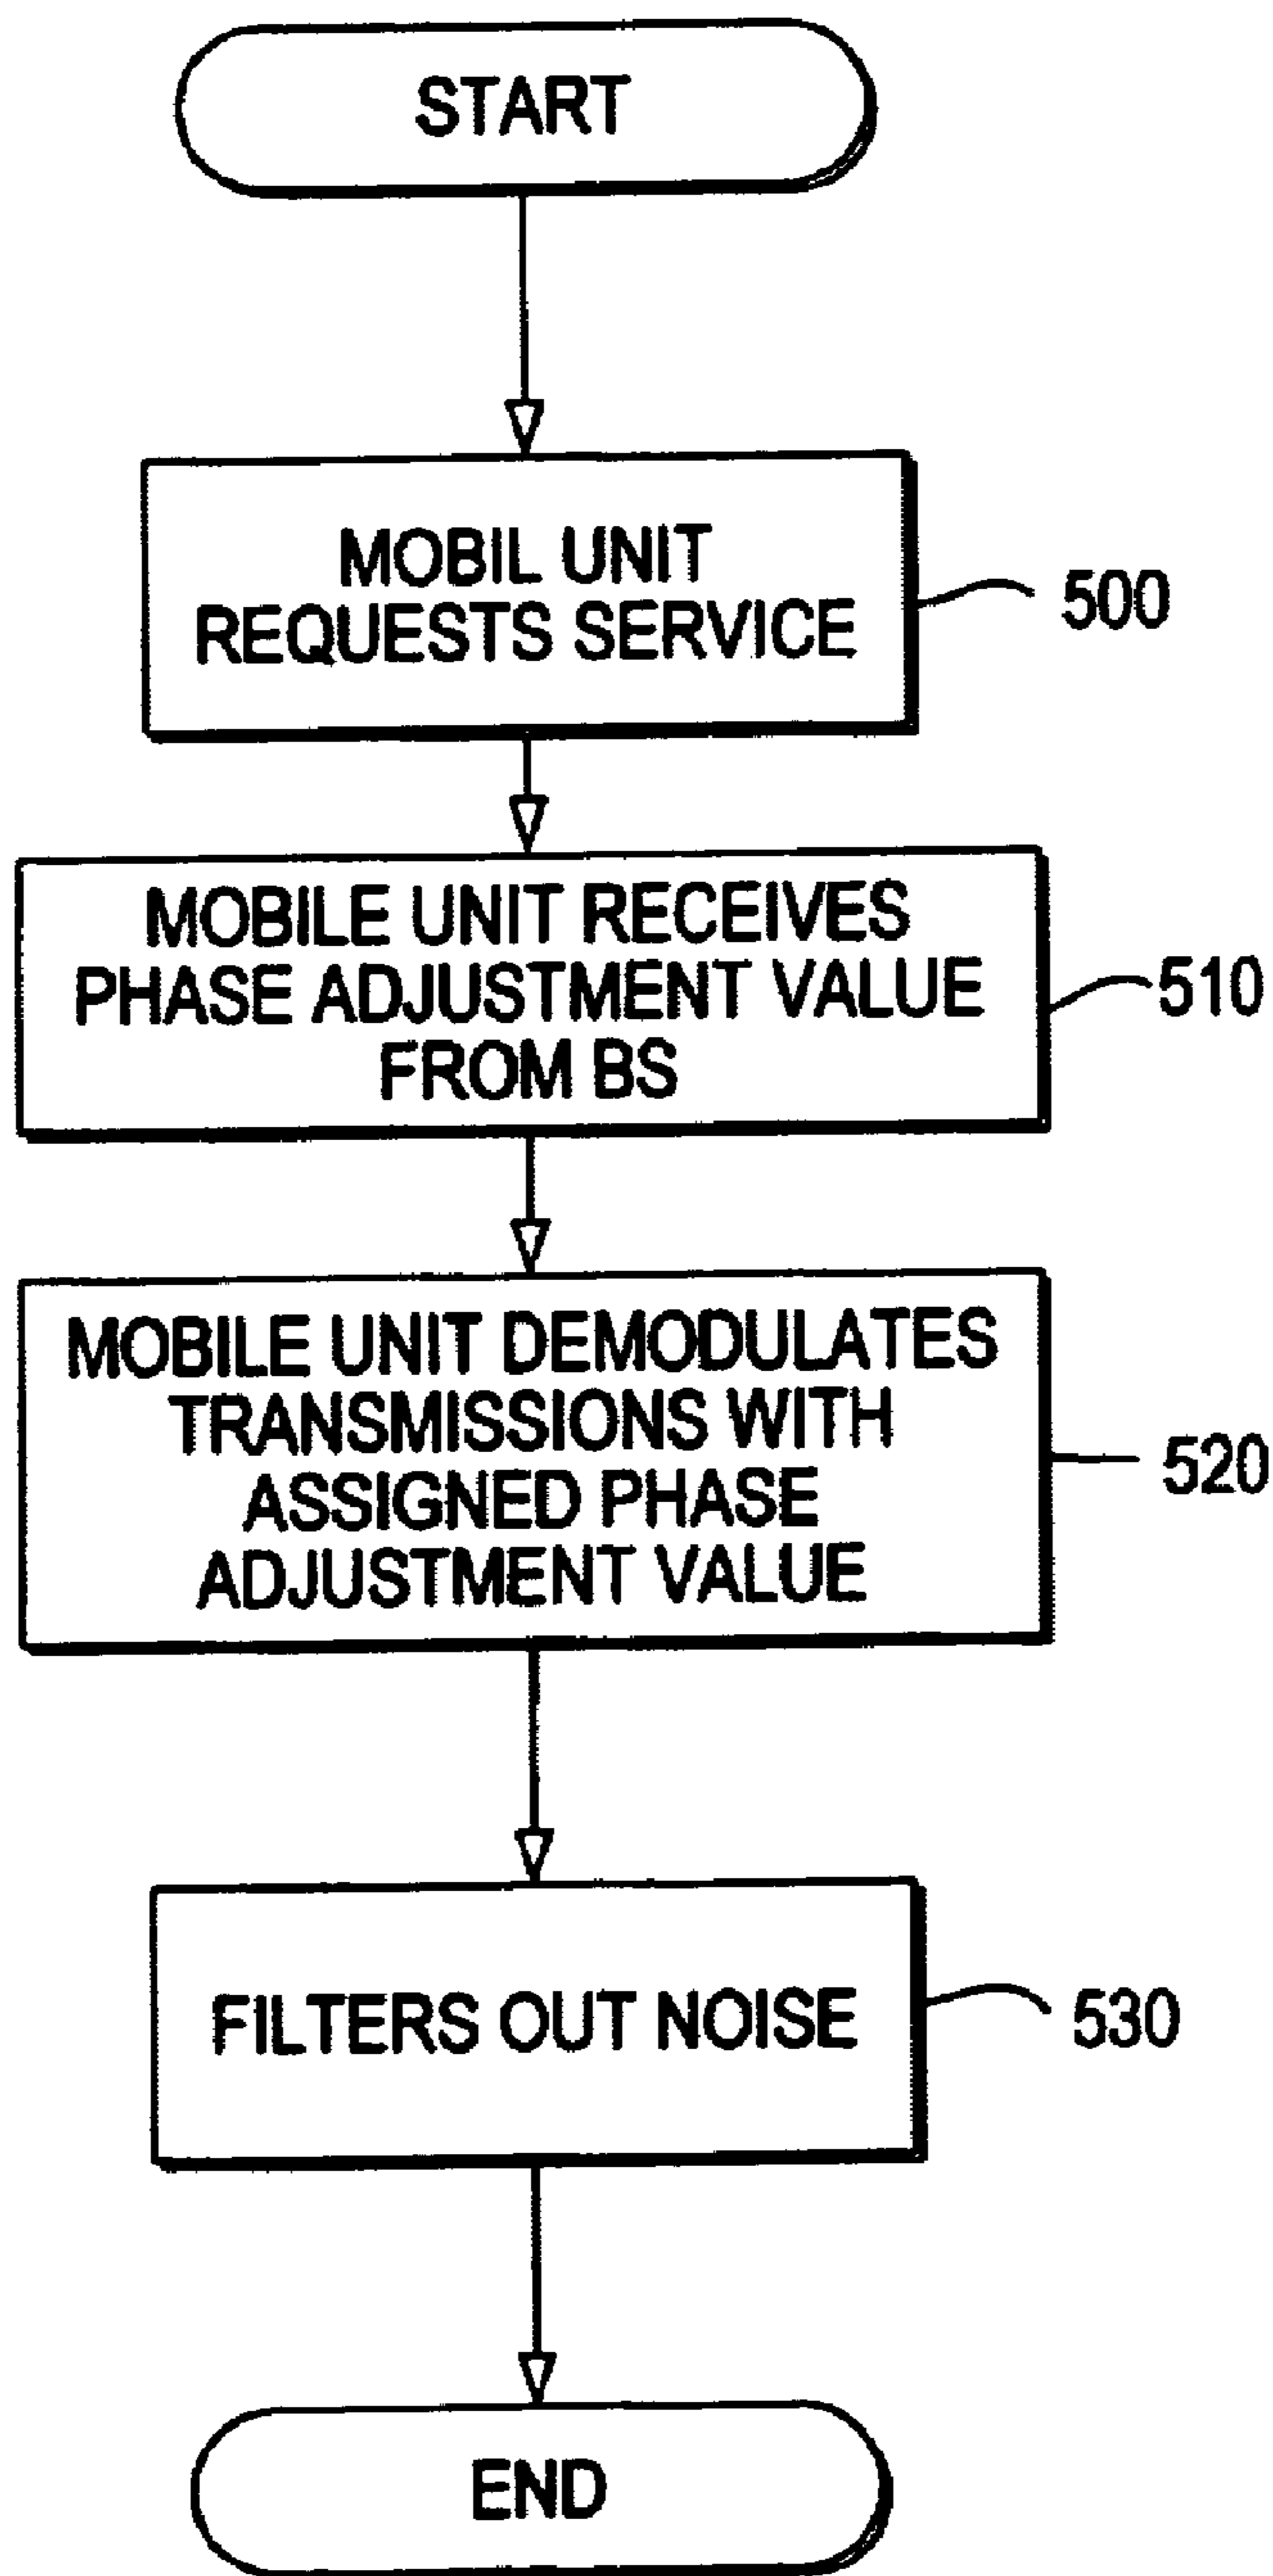 START
MOBIL UNIT
REQUESTS SERVICE
500
MOBILE UNIT RECEIVES
PHASE ADJUSTMENT VALUE
FROM BS
510
MOBILE UNIT DEMODULATES
TRANSMISSIONS WITH
ASSIGNED PHASE
ADJUSTMENT VALUE
520
FILTERS OUT NOISE
530
END